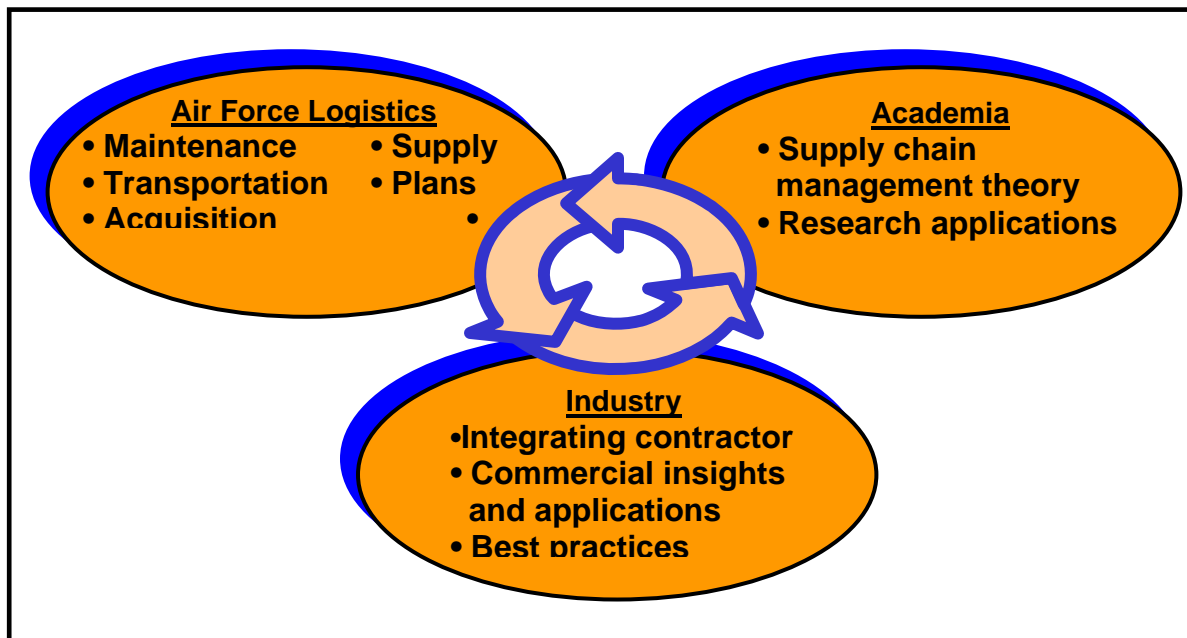 Air Force Logistics
• Maintenance • Supply
• Transportation • Plans
• Acquisition •
Academia
• Supply chain
management theory
• Research applications
Industry
•Integrating contractor
• Commercial insights
and applications
• Best practices